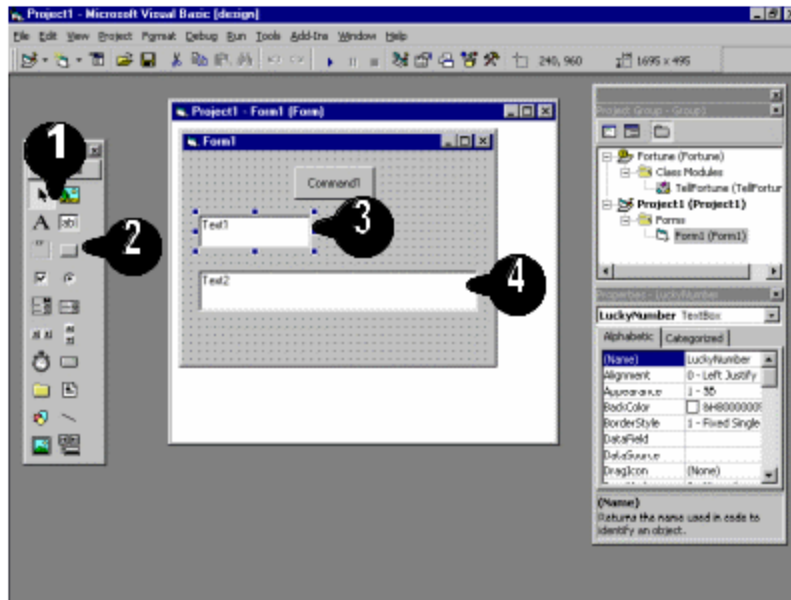 Project1 - Microsoft Visual Basic [design]
File Edit View Project Format Debug Run Tools Add-Ins Window Help
240, 960
1695 x 495
Project1 - Form1 (Form)
Form1
Command1
Text1
Text2
1
2
3
4
A
abl
Project Group - Group1
Fortune (Fortune)
Class Modules
TellFortune (TellFortur
Project1 (Project1)
Forms
Form1 (Form1)
Properties - LuckyNumber
LuckyNumber TextBox
Alphabetic Categorized
(Name) LuckyNumber
Alignment 0 - Left Justify
Appearance 1 - 3D
BackColor &H8000000
BorderStyle 1 - Fixed Single
DataField
DataSource
DragIcon (None)
(Name)
Returns the name used in code to
identify an object.